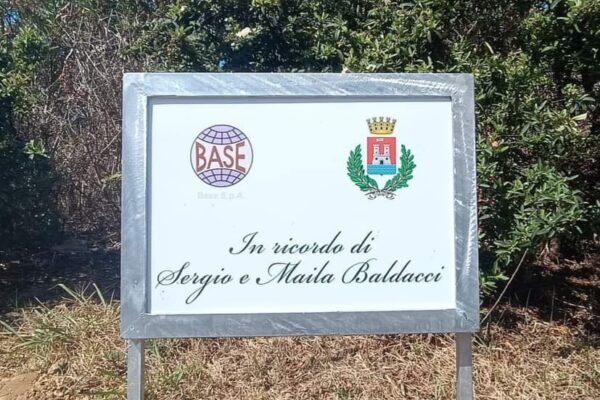 BASE
Base S.p.A.
In ricordo di
Sergio e Maila Baldacci